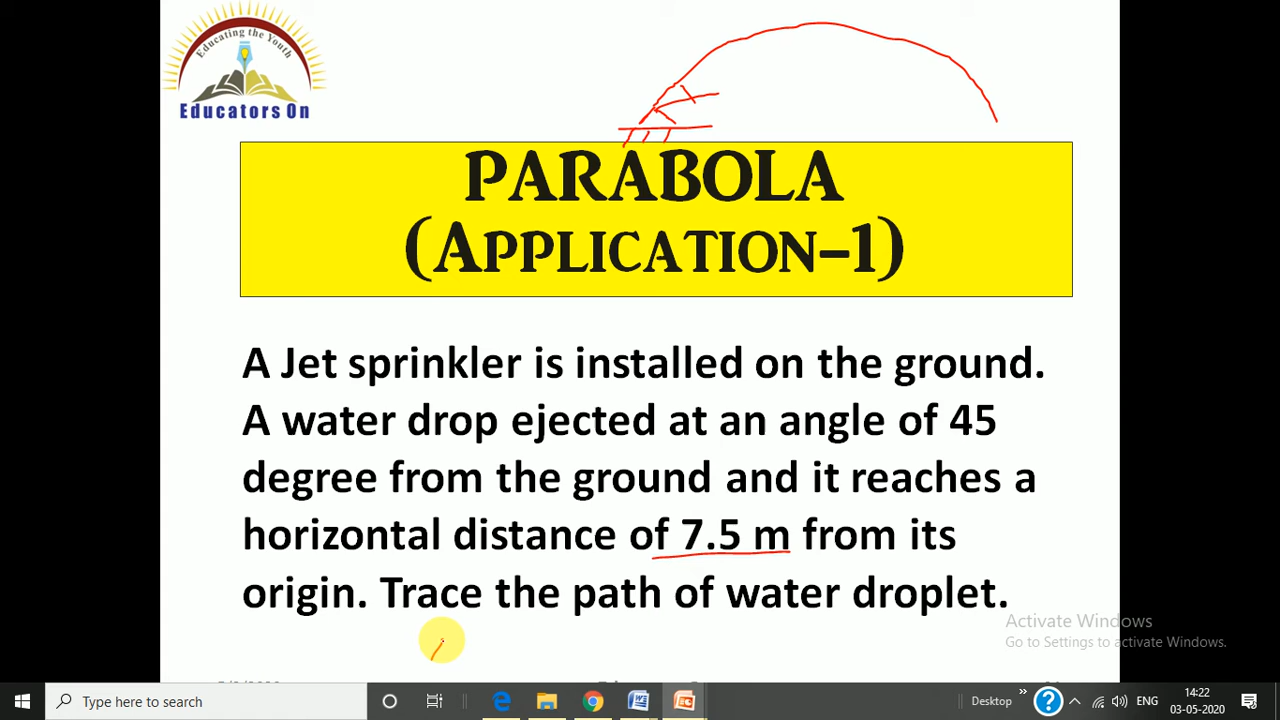 Educating the Youth
Educators On
PARABOLA
(APPLICATION-1)
A Jet sprinkler is installed on the ground.
A water drop ejected at an angle of 45
degree from the ground and it reaches a
horizontal distance of 7.5 m from its
origin. Trace the path of water droplet.
Activate Windows
Go to Settings to activate Windows.
Type here to search
Desktop
ENG
14:22
03-05-2020